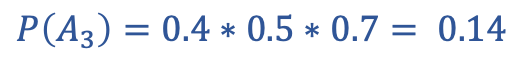 P(A₃) = 0.4 * 0.5 * 0.7 = 0.14